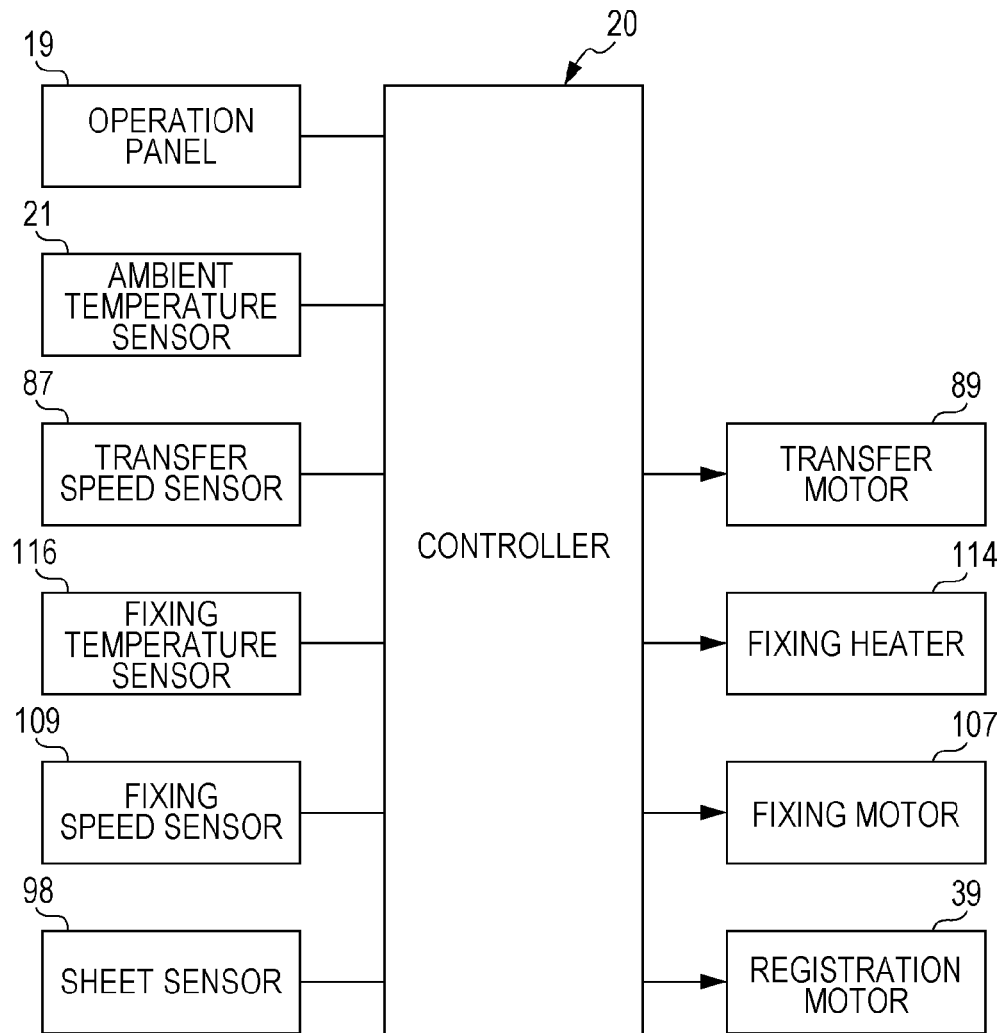 20
19
OPERATION
PANEL
21
AMBIENT
TEMPERATURE
SENSOR
87
TRANSFER
SPEED SENSOR
116
FIXING
TEMPERATURE
SENSOR
109
FIXING
SPEED SENSOR
98
SHEET SENSOR
CONTROLLER
89
TRANSFER
MOTOR
114
FIXING HEATER
107
FIXING MOTOR
39
REGISTRATION
MOTOR